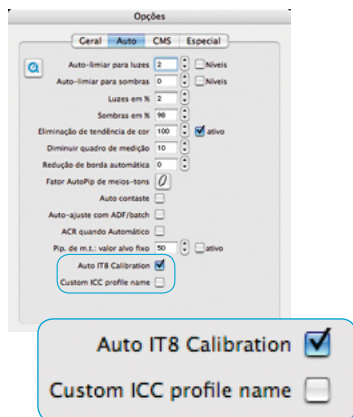 Opções
Geral Auto CMS Especial
Auto-limiar para luzes 2 Níveis
Auto-limiar para sombras 0 Níveis
Luzes em % 2
Sombras em % 98
Eliminação de tendência de cor 100 ativo
Diminuir quadro de medição 10
Redução de borda automática 0
Fator AutoPip de meios-tons 0
Auto contaste
Auto-ajuste com ADF/batch
ACR quando Automático
Pip. de m.t.: valor alvo fixo 50 ativo
Auto IT8 Calibration
Custom ICC profile name
Auto IT8 Calibration
Custom ICC profile name